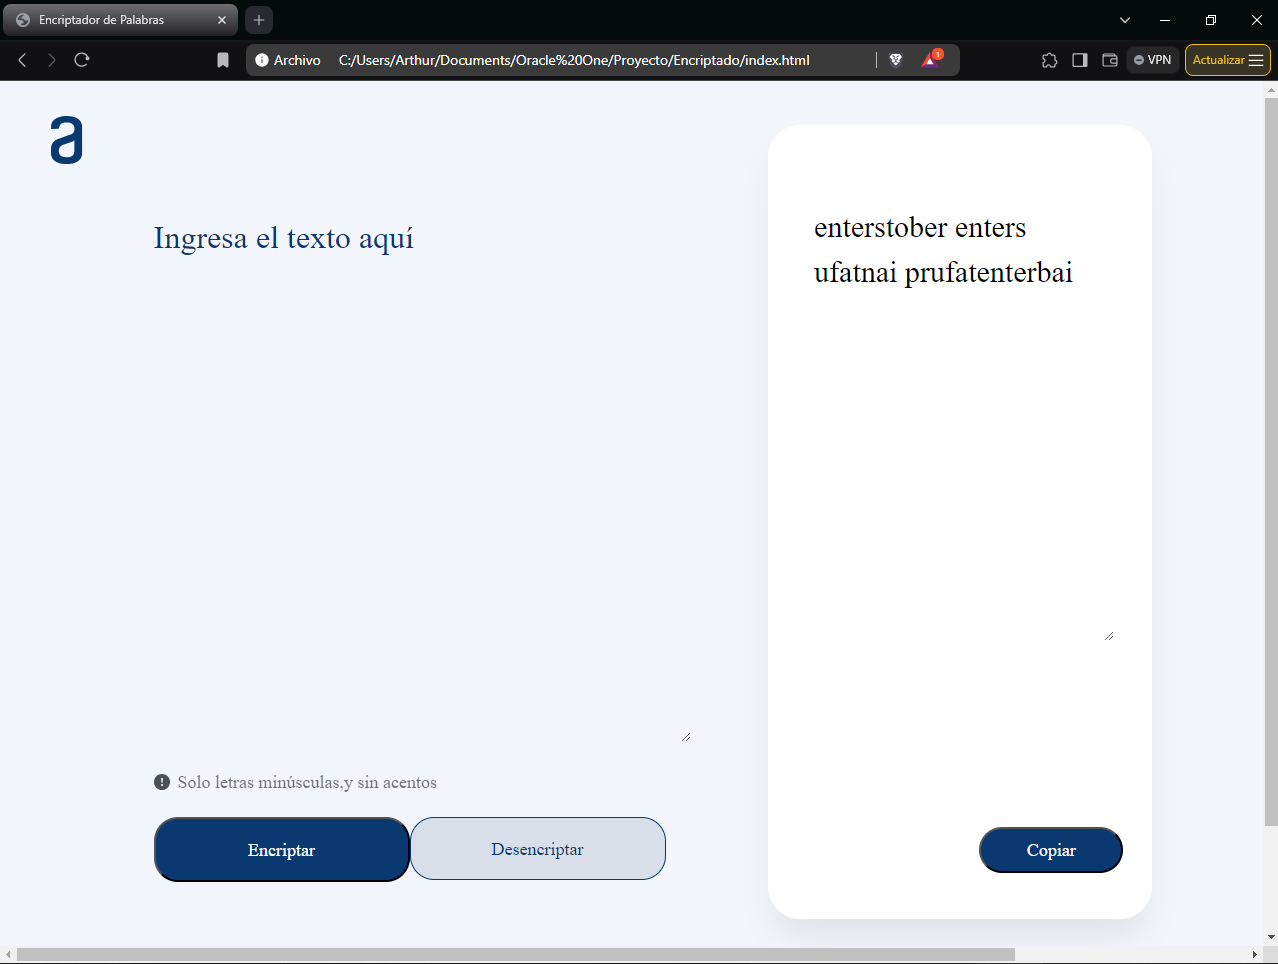 Encriptador de Palabras
Archivo C:/Users/Arthur/Documents/Oracle%20One/Proyecto/Encriptado/index.html
1
VPN
Actualizar
a
Ingresa el texto aquí
enterstober enters
ufatnai prufatenterbai
Solo letras minúsculas,y sin acentos
Encriptar
Desencriptar
Copiar